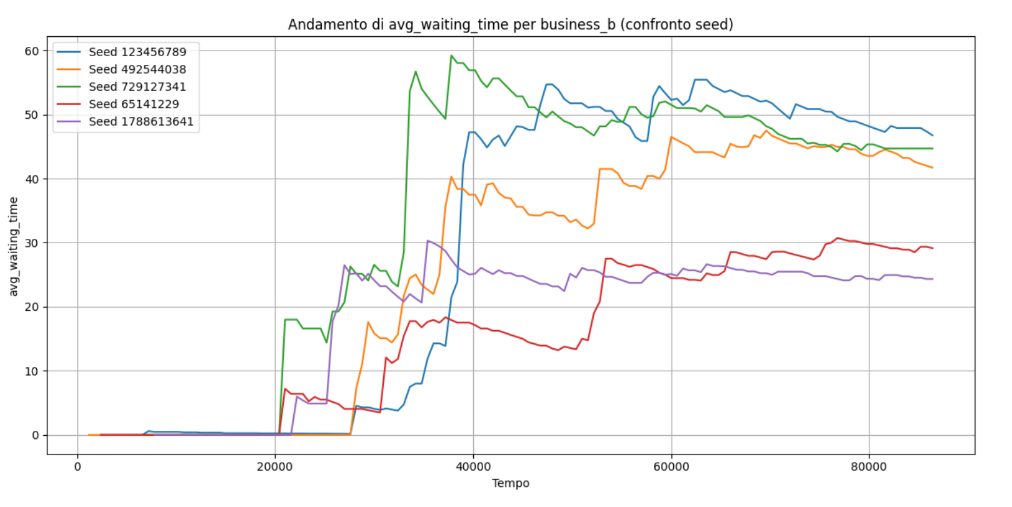 Andamento di avg_waiting_time per business_b (confronto seed)
Seed 123456789
Seed 492544038
Seed 729127341
Seed 65141229
Seed 1788613641
60
50
40
30
20
10
0
avg_waiting_time
0 20000 40000 60000 80000
Tempo